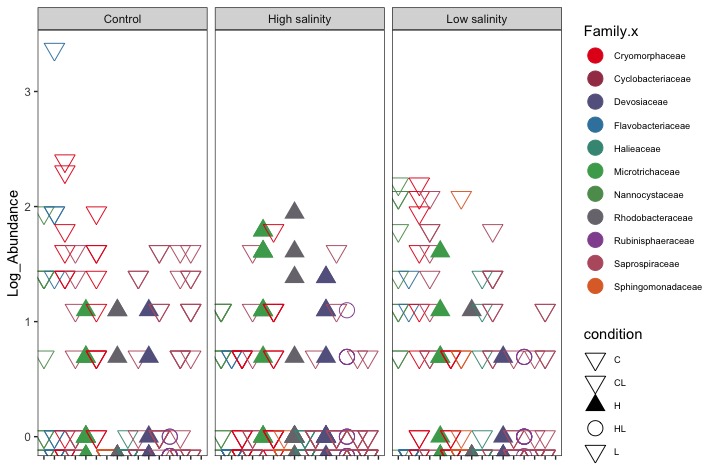 Control
High salinity
Low salinity
Log_Abundance
3
2
1
0
Family.x
Cryomorphaceae
Cyclobacteriaceae
Devosiaceae
Flavobacteriaceae
Halieaceae
Microtrichaceae
Nannocystaceae
Rhodobacteraceae
Rubinisphaeraceae
Saprospiraceae
Sphingomonadaceae
condition
C
CL
H
HL
L